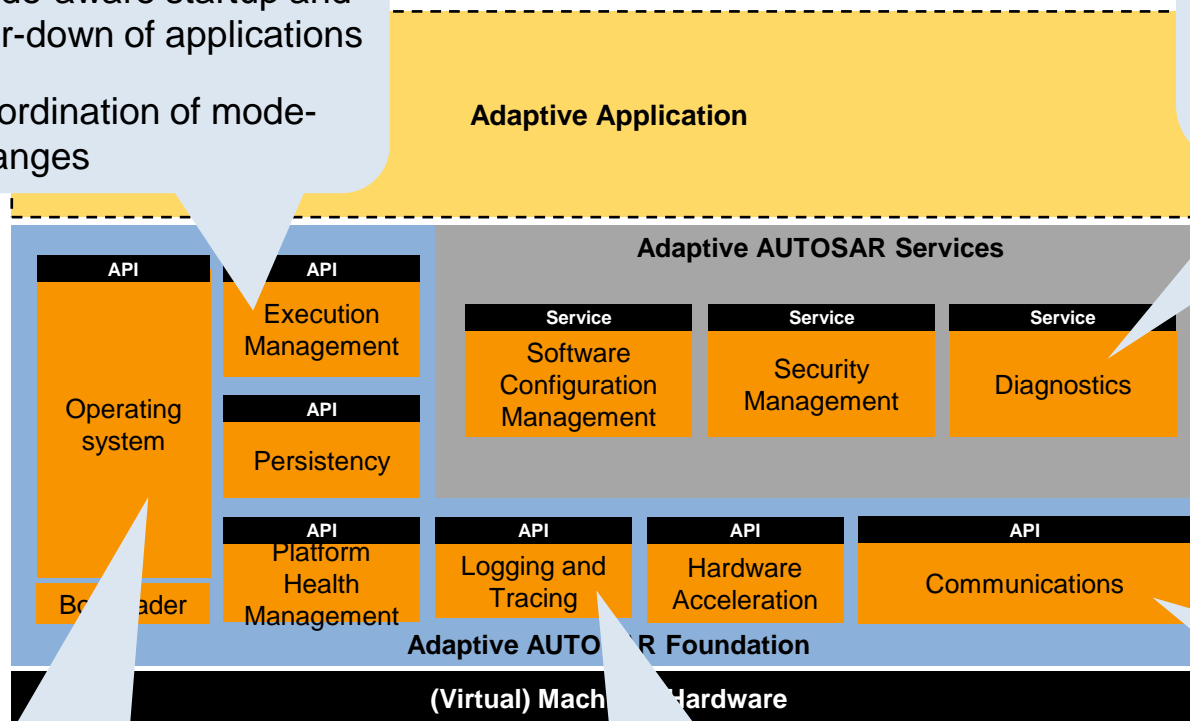 r-down of applications
ordination of mode-
anges
Adaptive Application
Adaptive AUTOSAR Services
API
Operating
system
API
Execution
Management
API
Persistency
API
Platform
Health
Management
Service
Software
Configuration
Management
Service
Security
Management
Service
Diagnostics
API
Logging and
Tracing
API
Hardware
Acceleration
API
Communications
Bo ader
Adaptive AUTO R Foundation
(Virtual) Mach Hardware